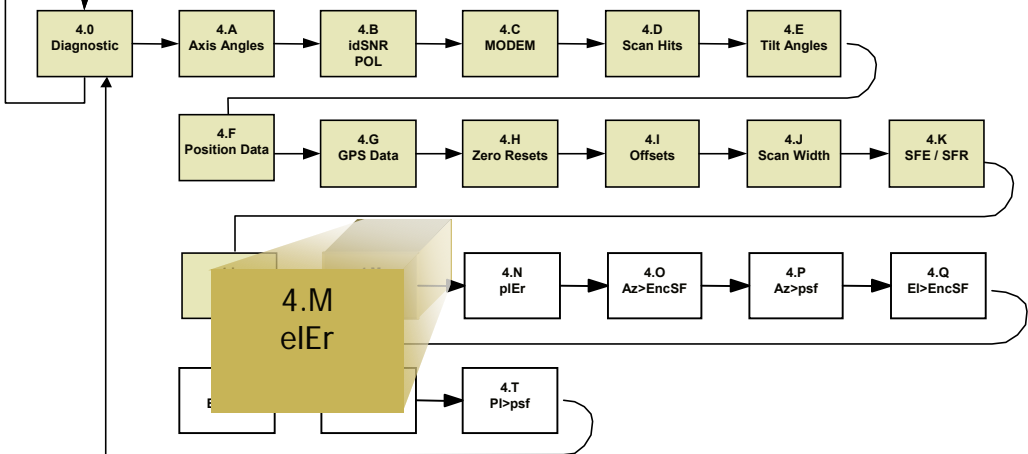 4.0
Diagnostic
4.A
Axis Angles
4.B
idSNR
POL
4.C
MODEM
4.D
Scan Hits
4.E
Tilt Angles
4.F
Position Data
4.G
GPS Data
4.H
Zero Resets
4.I
Offsets
4.J
Scan Width
4.K
SFE / SFR
4.M
elEr
4.N
plEr
4.O
Az>EncSF
4.P
Az>psf
4.Q
El>EncSF
4.T
Pl>psf